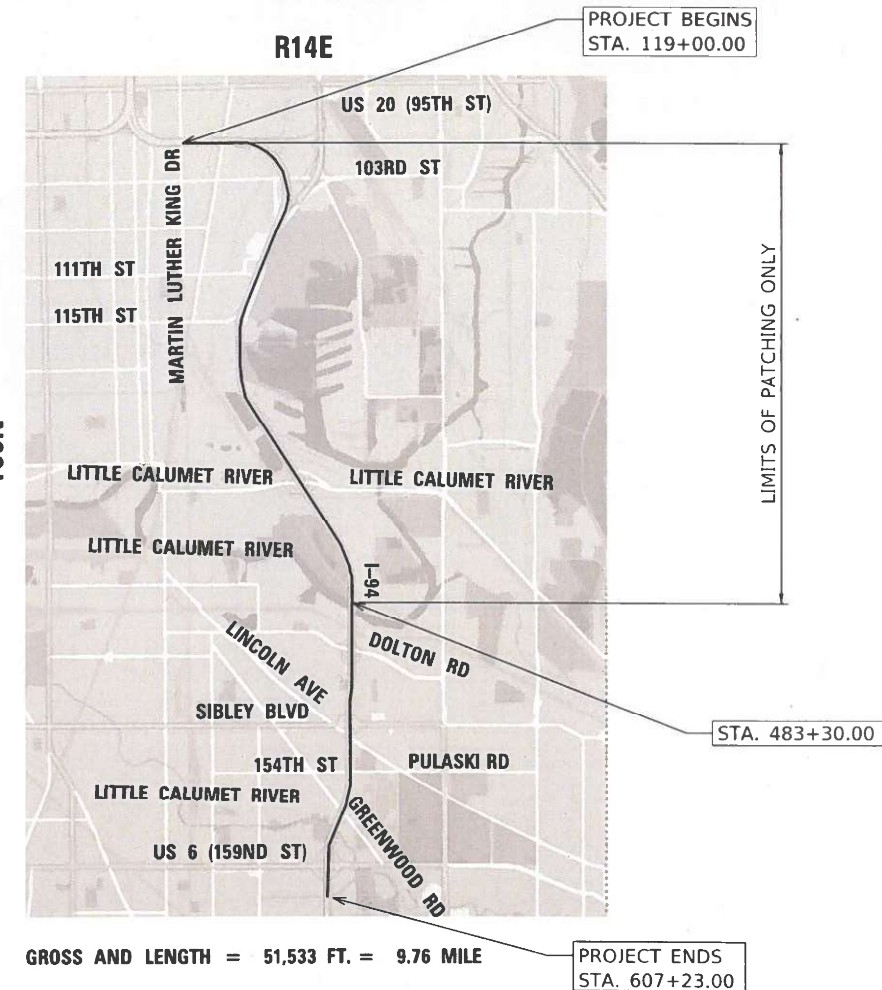 PROJECT BEGINS
STA. 119+00.00
R14E
US 20 (95TH ST)
103RD ST
MARTIN LUTHER KING DR
111TH ST
115TH ST
LIMITS OF PATCHING ONLY
LITTLE CALUMET RIVER
LITTLE CALUMET RIVER
LITTLE CALUMET RIVER
I-94
LINCOLN AVE
DOLTON RD
SIBLEY BLVD
STA. 483+30.00
154TH ST
PULASKI RD
LITTLE CALUMET RIVER
GREENWOOD RD
US 6 (159ND ST)
GROSS AND LENGTH = 51,533 FT. = 9.76 MILE
PROJECT ENDS
STA. 607+23.00